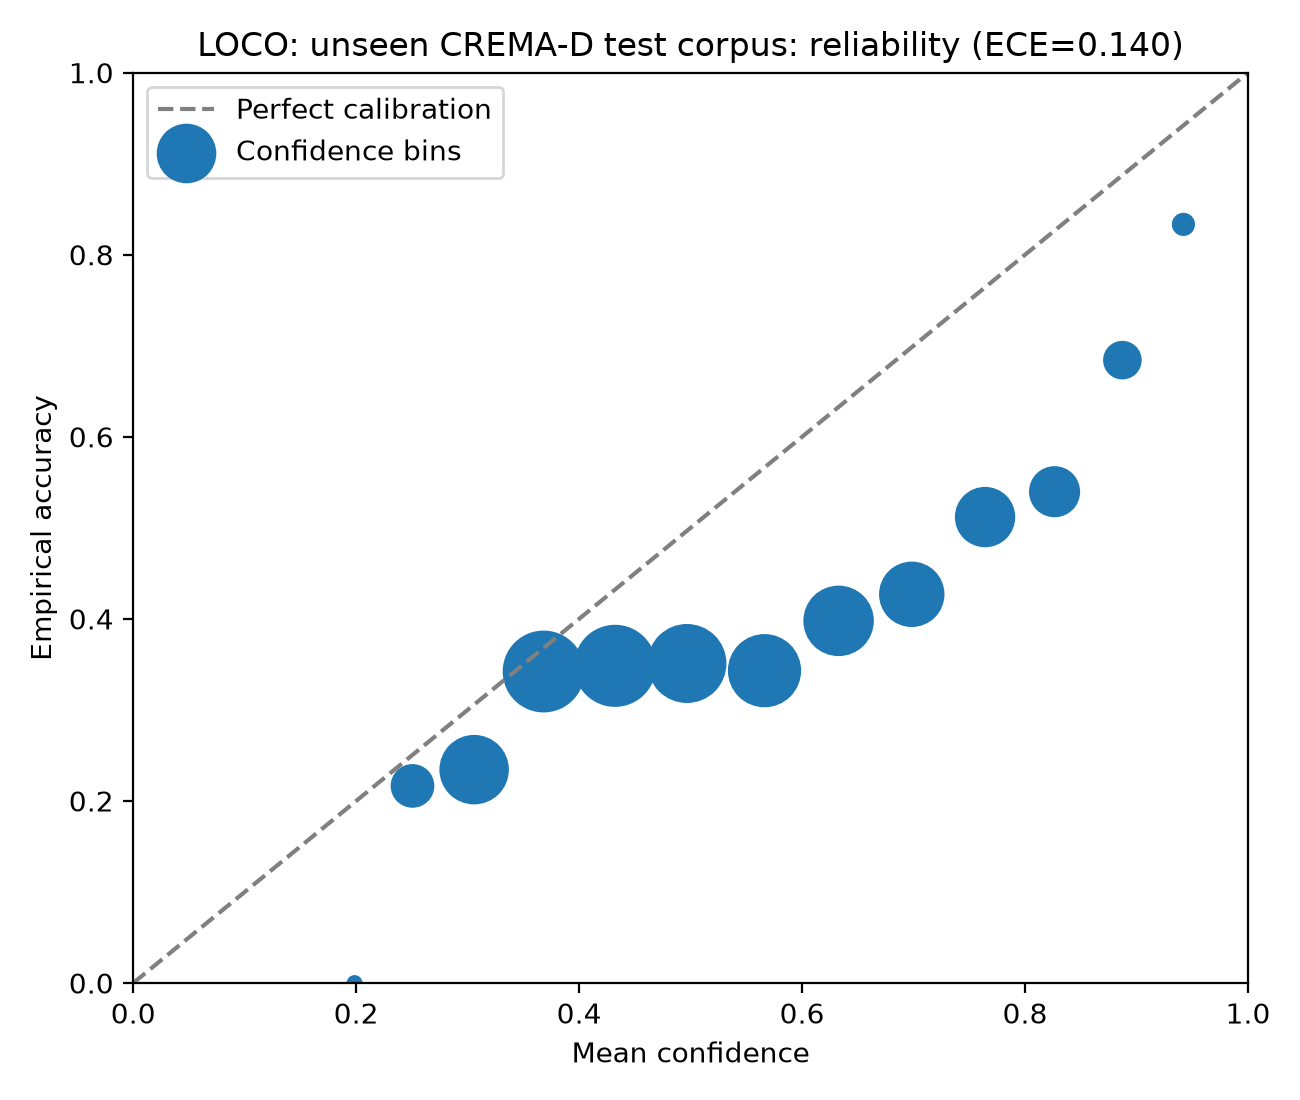 LOCO: unseen CREMA-D test corpus: reliability (ECE=0.140)
Perfect calibration
Confidence bins
Empirical accuracy
1.0
0.8
0.6
0.4
0.2
0.0
0.0 0.2 0.4 0.6 0.8 1.0
Mean confidence